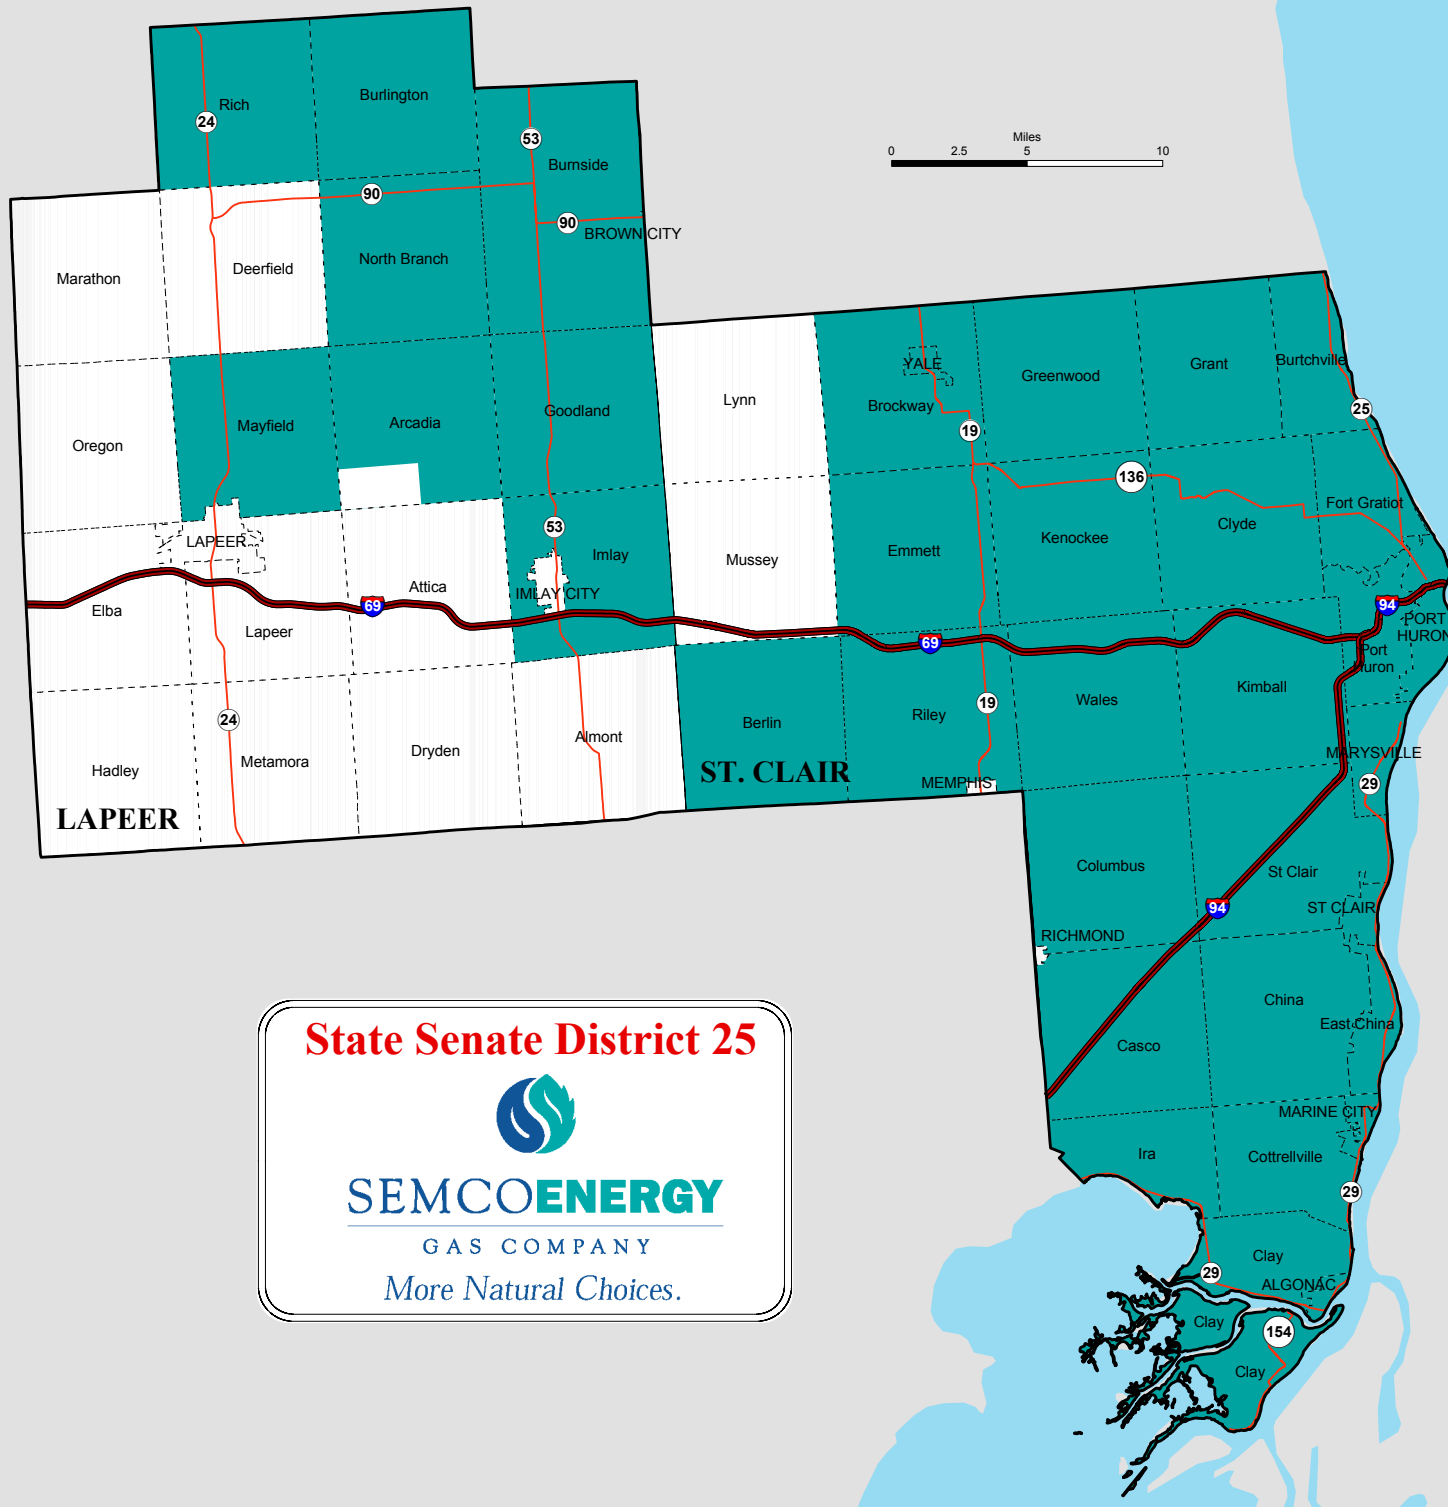 Rich
Burlington
24
53
Burnside
Miles
0 2.5 5 10
90
90
BROWN CITY
Marathon
Deerfield
North Branch
Oregon
Mayfield
Arcadia
Goodland
Lynn
YALE
Brockway
19
Greenwood
Grant
Burtchville
25
136
Fort Gratiot
Clyde
LAPEER
53
Imlay
Mussey
Emmett
Kenockee
Elba
Lapeer
69
Attica
IMLAY CITY
69
94
PORT
HURON
Port
Huron
Hadley
24
Metamora
Dryden
Almont
Berlin
Riley
19
Wales
Kimball
LAPEER
ST. CLAIR
MEMPHIS
MARYSVILLE
29
Columbus
St Clair
94
ST CLAIR
RICHMOND
China
East China
Casco
MARINE CITY
Ira
Cottrellville
29
Clay
29
ALGONAC
Clay
154
Clay
State Senate District 25
SEMCOENERGY
GAS COMPANY
More Natural Choices.